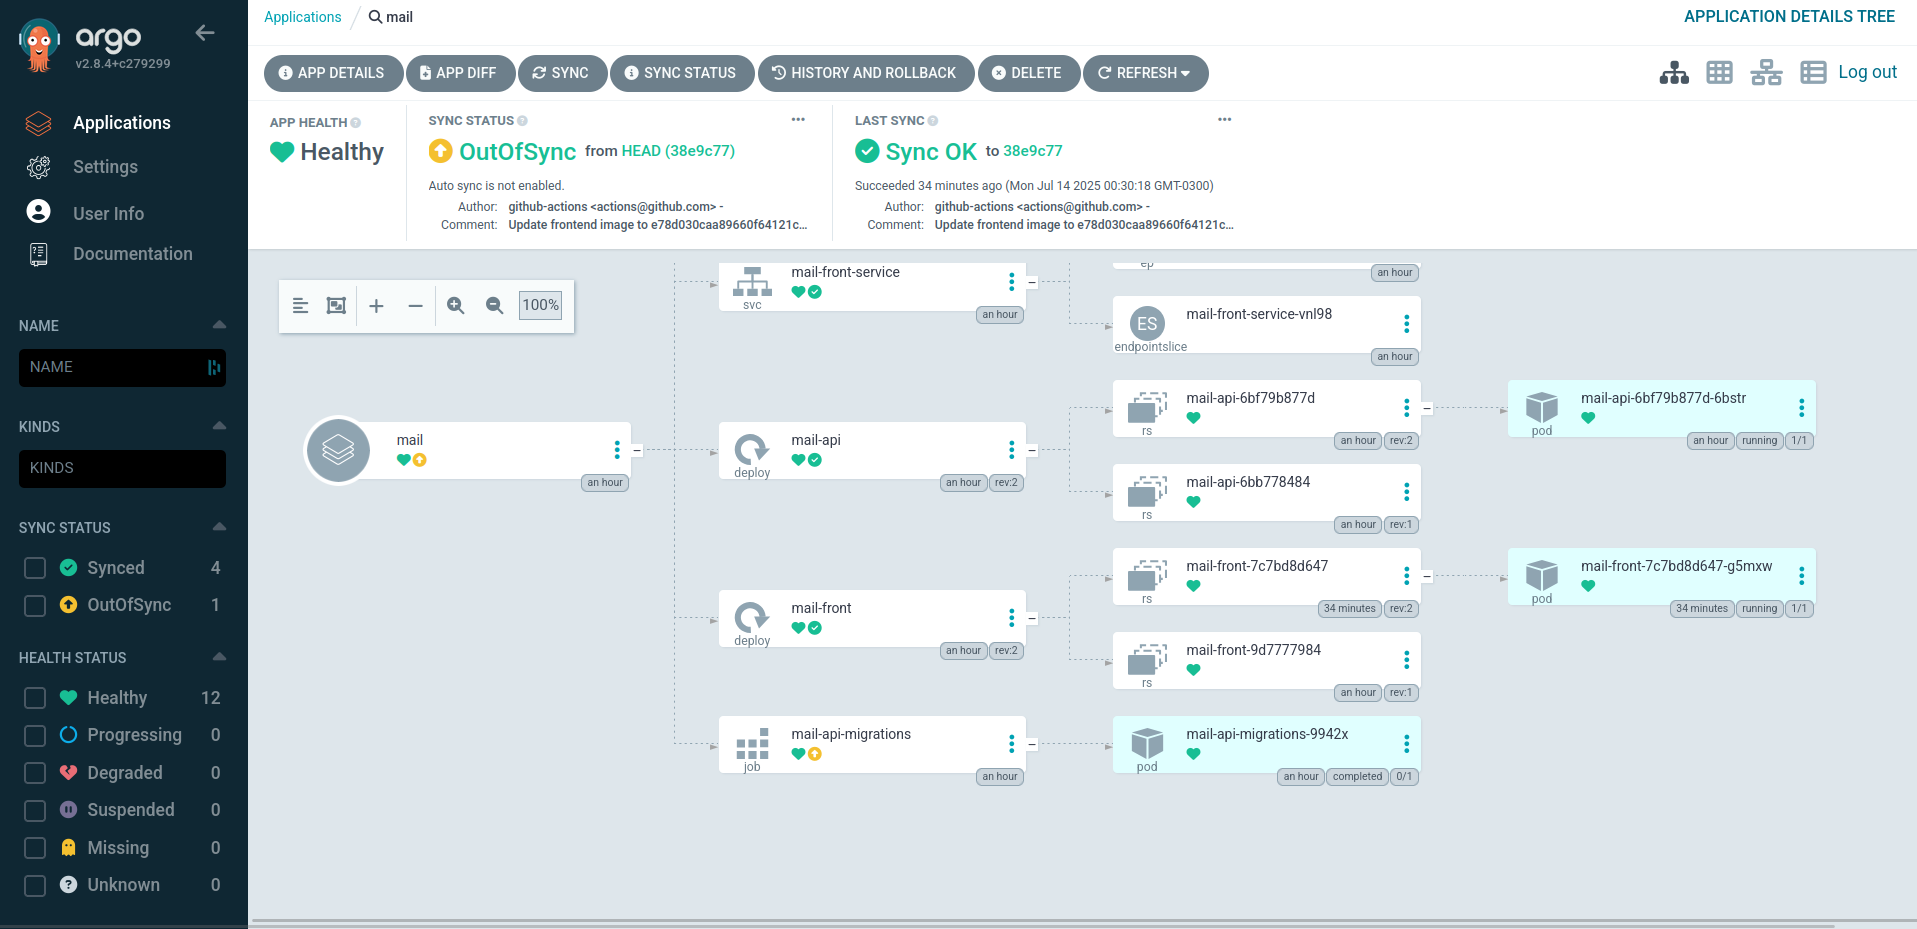 argo
v2.8.4+c279299
Applications
Settings
User Info
Documentation
NAME
NAME
KINDS
KINDS
SYNC STATUS
Synced 4
OutOfSync 1
HEALTH STATUS
Healthy 12
Progressing 0
Degraded 0
Suspended 0
Missing 0
Unknown 0
Applications / mail
APPLICATION DETAILS TREE
APP DETAILS APP DIFF SYNC SYNC STATUS HISTORY AND ROLLBACK DELETE REFRESH
Log out
APP HEALTH
Healthy
SYNC STATUS
OutOfSync from HEAD (38e9c77)
Auto sync is not enabled.
Author: github-actions <actions@github.com> -
Comment: Update frontend image to e78d030caa89660f64121c...
LAST SYNC
Sync OK to 38e9c77
Succeeded 34 minutes ago (Mon Jul 14 2025 00:30:18 GMT-0300)
Author: github-actions <actions@github.com> -
Comment: Update frontend image to e78d030caa89660f64121c...
100%
mail
an hour
mail-front-service
svc
an hour
ep
an hour
ES
mail-front-service-vnl98
endpointslice
an hour
mail-api
deploy
an hour rev:2
mail-api-6bf79b877d
rs
an hour rev:2
mail-api-6bf79b877d-6bstr
pod
an hour running 1/1
mail-api-6bb778484
rs
an hour rev:1
mail-front
deploy
an hour rev:2
mail-front-7c7bd8d647
rs
34 minutes rev:2
mail-front-7c7bd8d647-g5mxw
pod
34 minutes running 1/1
mail-front-9d7777984
rs
an hour rev:1
mail-api-migrations
job
an hour
mail-api-migrations-9942x
pod
an hour completed 0/1